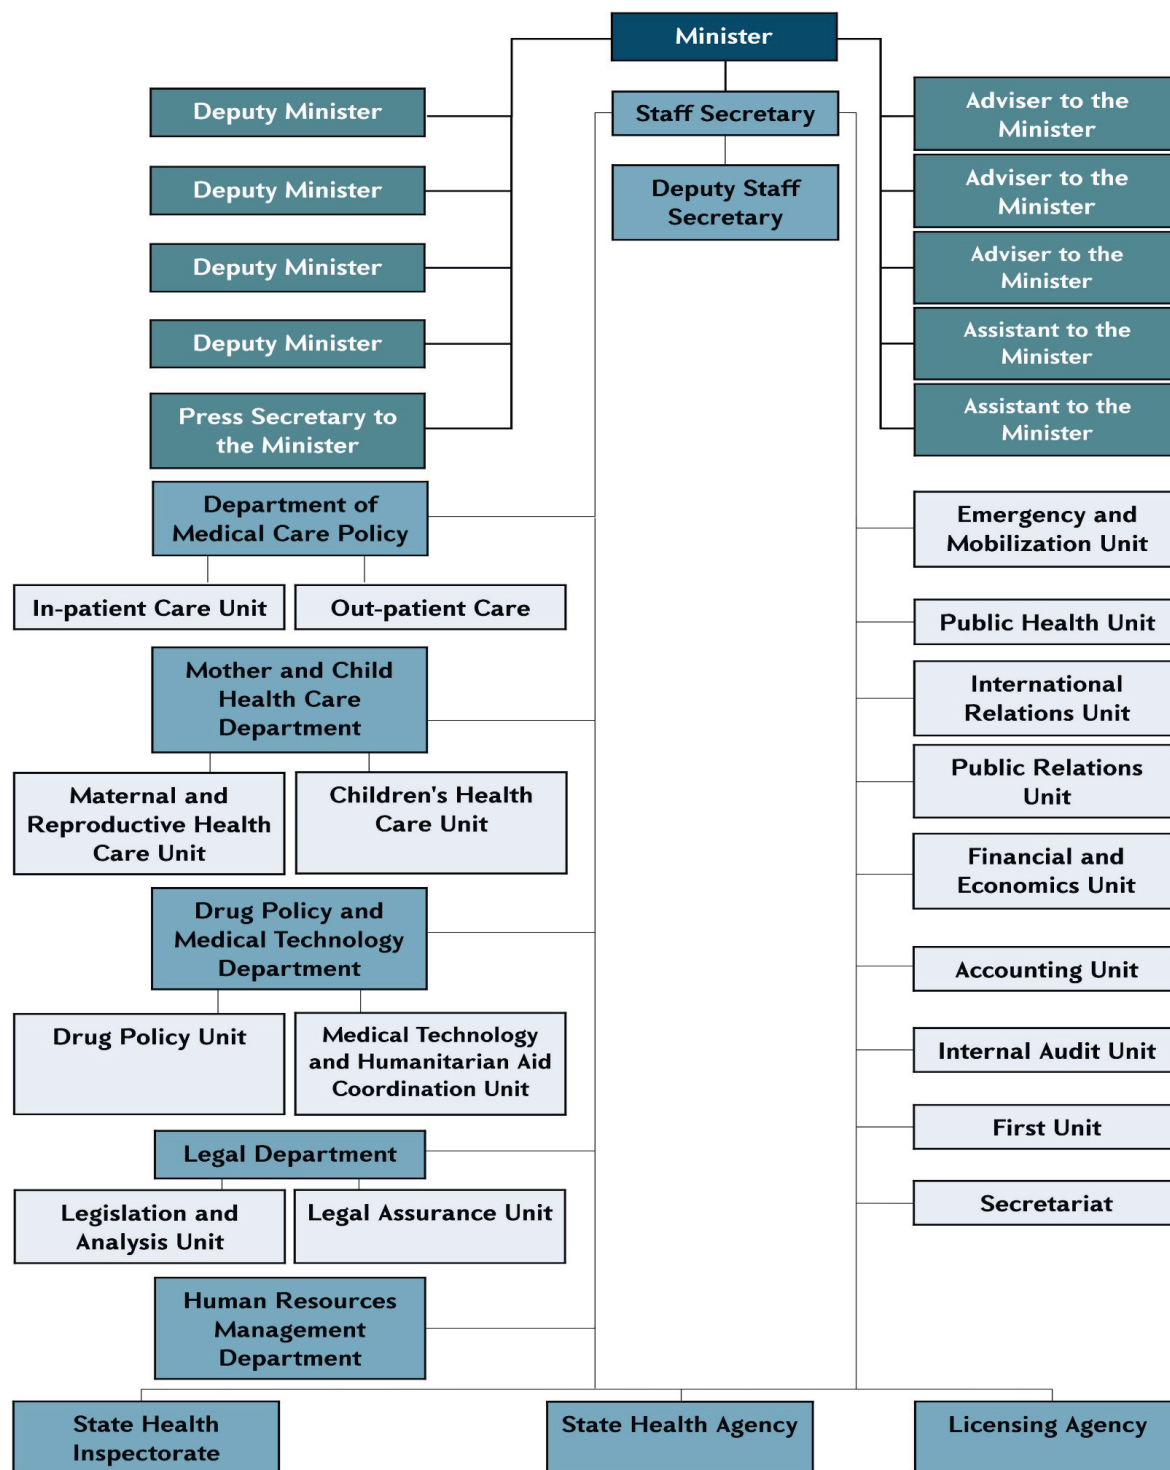 Minister
Staff Secretary
Deputy Staff
Secretary
Deputy Minister
Deputy Minister
Deputy Minister
Deputy Minister
Press Secretary to
the Minister
Adviser to the
Minister
Adviser to the
Minister
Adviser to the
Minister
Assistant to the
Minister
Assistant to the
Minister
Department of
Medical Care Policy
In-patient Care Unit
Out-patient Care
Mother and Child
Health Care
Department
Maternal and
Reproductive Health
Care Unit
Children's Health
Care Unit
Drug Policy and
Medical Technology
Department
Drug Policy Unit
Medical Technology
and Humanitarian Aid
Coordination Unit
Legal Department
Legislation and
Analysis Unit
Legal Assurance Unit
Human Resources
Management
Department
Emergency and
Mobilization Unit
Public Health Unit
International
Relations Unit
Public Relations
Unit
Financial and
Economics Unit
Accounting Unit
Internal Audit Unit
First Unit
Secretariat
State Health
Inspectorate
State Health Agency
Licensing Agency